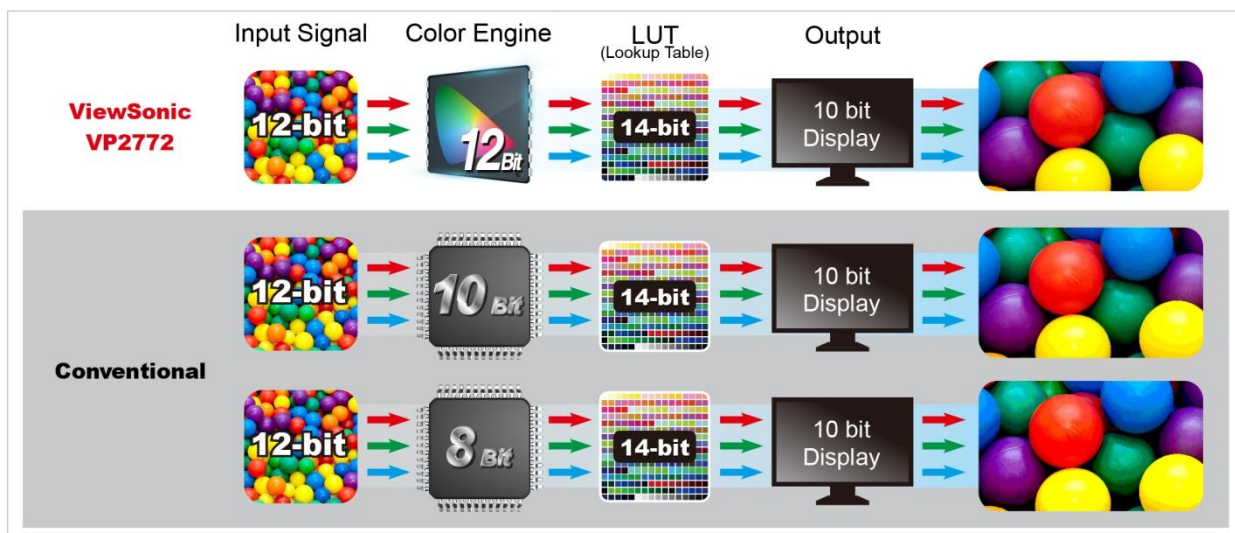 Input Signal
Color Engine
LUT
(Lookup Table)
Output
ViewSonic
VP2772
12-bit
12Bit
14-bit
10 bit
Display
Conventional
12-bit
10 Bit
14-bit
10 bit
Display
12-bit
8 Bit
14-bit
10 bit
Display